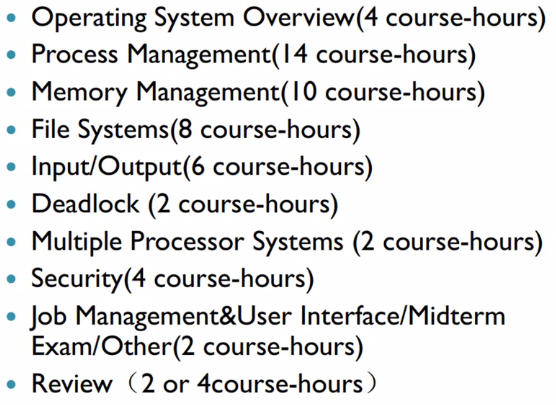 Operating System Overview(4 course-hours)
Process Management(14 course-hours)
Memory Management(10 course-hours)
File Systems(8 course-hours)
Input/Output(6 course-hours)
Deadlock (2 course-hours)
Multiple Processor Systems (2 course-hours)
Security(4 course-hours)
Job Management&User Interface/Midterm
Exam/Other(2 course-hours)
Review（2 or 4course-hours）